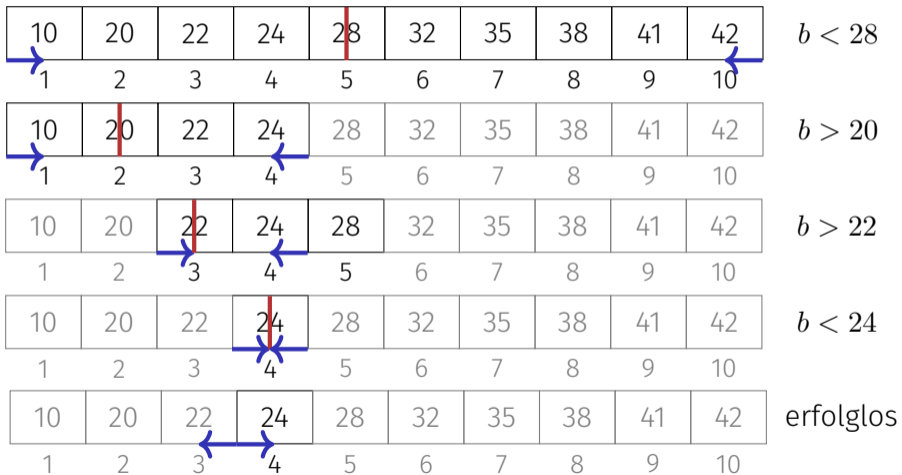 10 20 22 24 28 32 35 38 41 42 b < 28
1 2 3 4 5 6 7 8 9 10
10 20 22 24 28 32 35 38 41 42 b > 20
1 2 3 4 5 6 7 8 9 10
10 20 22 24 28 32 35 38 41 42 b > 22
1 2 3 4 5 6 7 8 9 10
10 20 22 24 28 32 35 38 41 42 b < 24
1 2 3 4 5 6 7 8 9 10
10 20 22 24 28 32 35 38 41 42 erfolglos
1 2 3 4 5 6 7 8 9 10